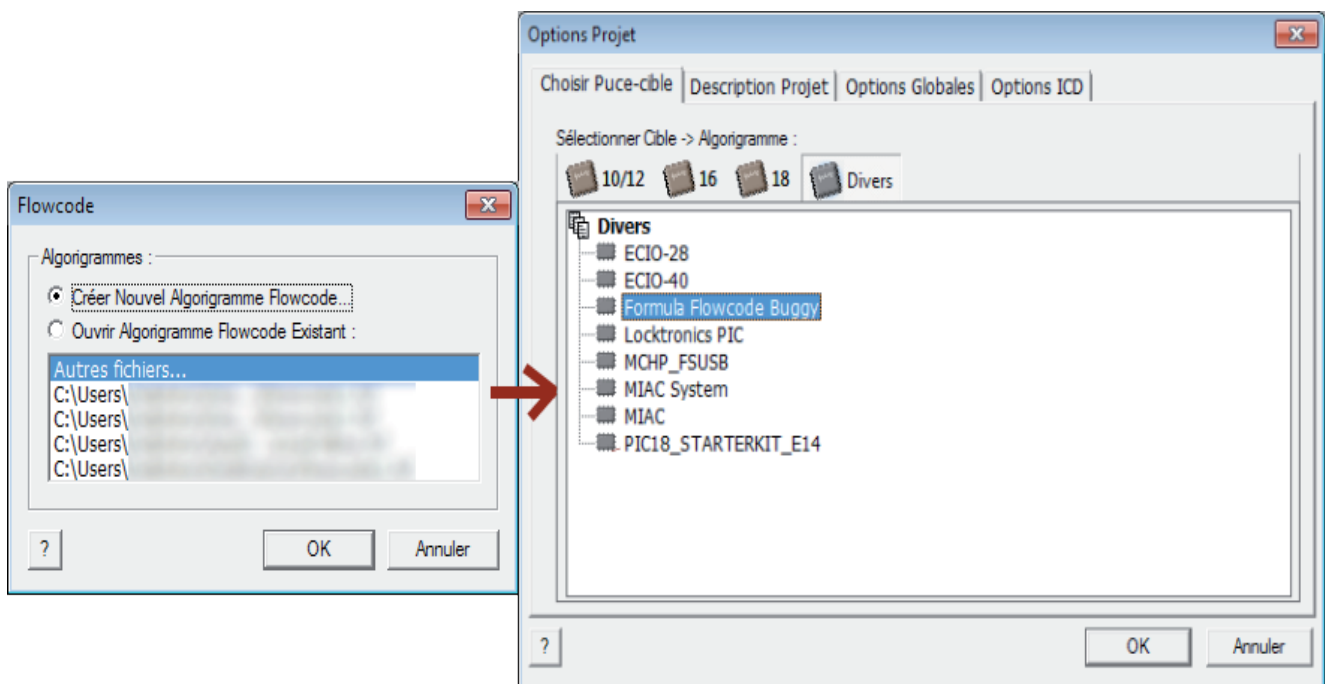 Flowcode
Algorigrammes :
Créer Nouvel Algorigramme Flowcode...
Ouvrir Algorigramme Flowcode Existant :
Autres fichiers...
C:\Users\
C:\Users\
C:\Users\
C:\Users\
?
OK
Annuler
Options Projet
Choisir Puce-cible
Description Projet
Options Globales
Options ICD
Sélectionner Cible -> Algorigramme :
10/12
16
18
Divers
Divers
ECIO-28
ECIO-40
Formula Flowcode Buggy
Locktronics PIC
MCHP_FSUSB
MIAC System
MIAC
PIC18_STARTERKIT_E14
?
OK
Annuler